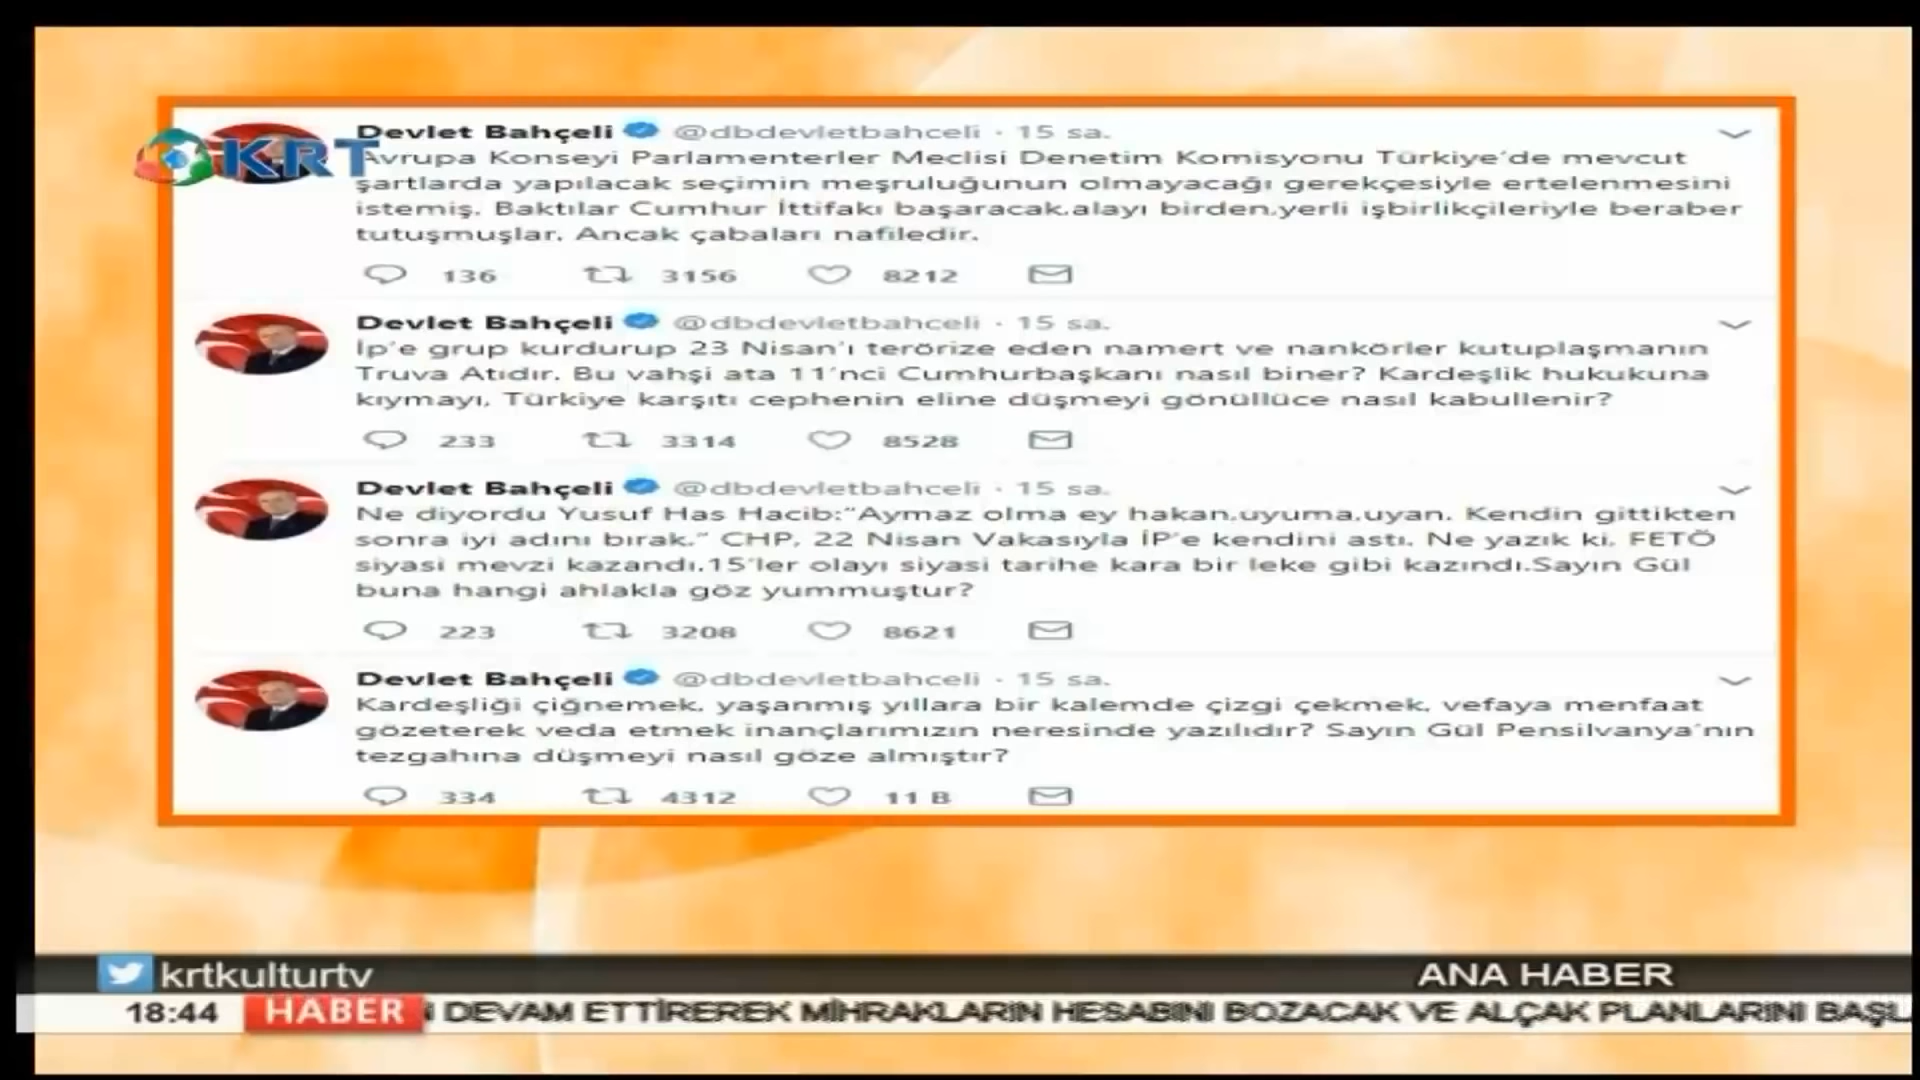 KRT
Devlet Bahçeli @dbdevletbahceli · 15 sa.
Avrupa Konseyi Parlamenterler Meclisi Denetim Komisyonu Türkiye'de mevcut
şartlarda yapılacak seçimin meşruluğunun olmayacağı gerekçesiyle ertelenmesini
istemiş. Baktılar Cumhur İttifakı başaracak,alayı birden,yerli işbirlikçileriyle beraber
tutuşmuşlar. Ancak çabaları nafiledir.
136 3156 8212
Devlet Bahçeli @dbdevletbahceli · 15 sa.
İp'e grup kurdurup 23 Nisan'ı terörize eden namert ve nankörler kutuplaşmanın
Truva Atıdır. Bu vahşi ata 11'nci Cumhurbaşkanı nasıl biner? Kardeşlik hukukuna
kıymayı, Türkiye karşıtı cephenin eline düşmeyi gönüllüce nasıl kabullenir?
233 3314 8528
Devlet Bahçeli @dbdevletbahceli · 15 sa.
Ne diyordu Yusuf Has Hacib:"Aymaz olma ey hakan,uyuma,uyan. Kendin gittikten
sonra iyi adını bırak." CHP, 22 Nisan Vakasıyla İP'e kendini astı. Ne yazık ki, FETÖ
siyasi mevzi kazandı.15'ler olayı siyasi tarihe kara bir leke gibi kazındı.Sayın Gül
buna hangi ahlakla göz yummuştur?
223 3208 8621
Devlet Bahçeli @dbdevletbahceli · 15 sa.
Kardeşliği çiğnemek, yaşanmış yıllara bir kalemde çizgi çekmek, vefaya menfaat
gözeterek veda etmek inançlarımızın neresinde yazılıdır? Sayın Gül Pensilvanya'nın
tezgahına düşmeyi nasıl göze almıştır?
334 4312 11 B
krtkulturtv ANA HABER
18:44 HABER DEVAM ETTİREREK MİHRAKLARIN HESABINI BOZACAK VE ALÇAK PLANLARINI BAŞL